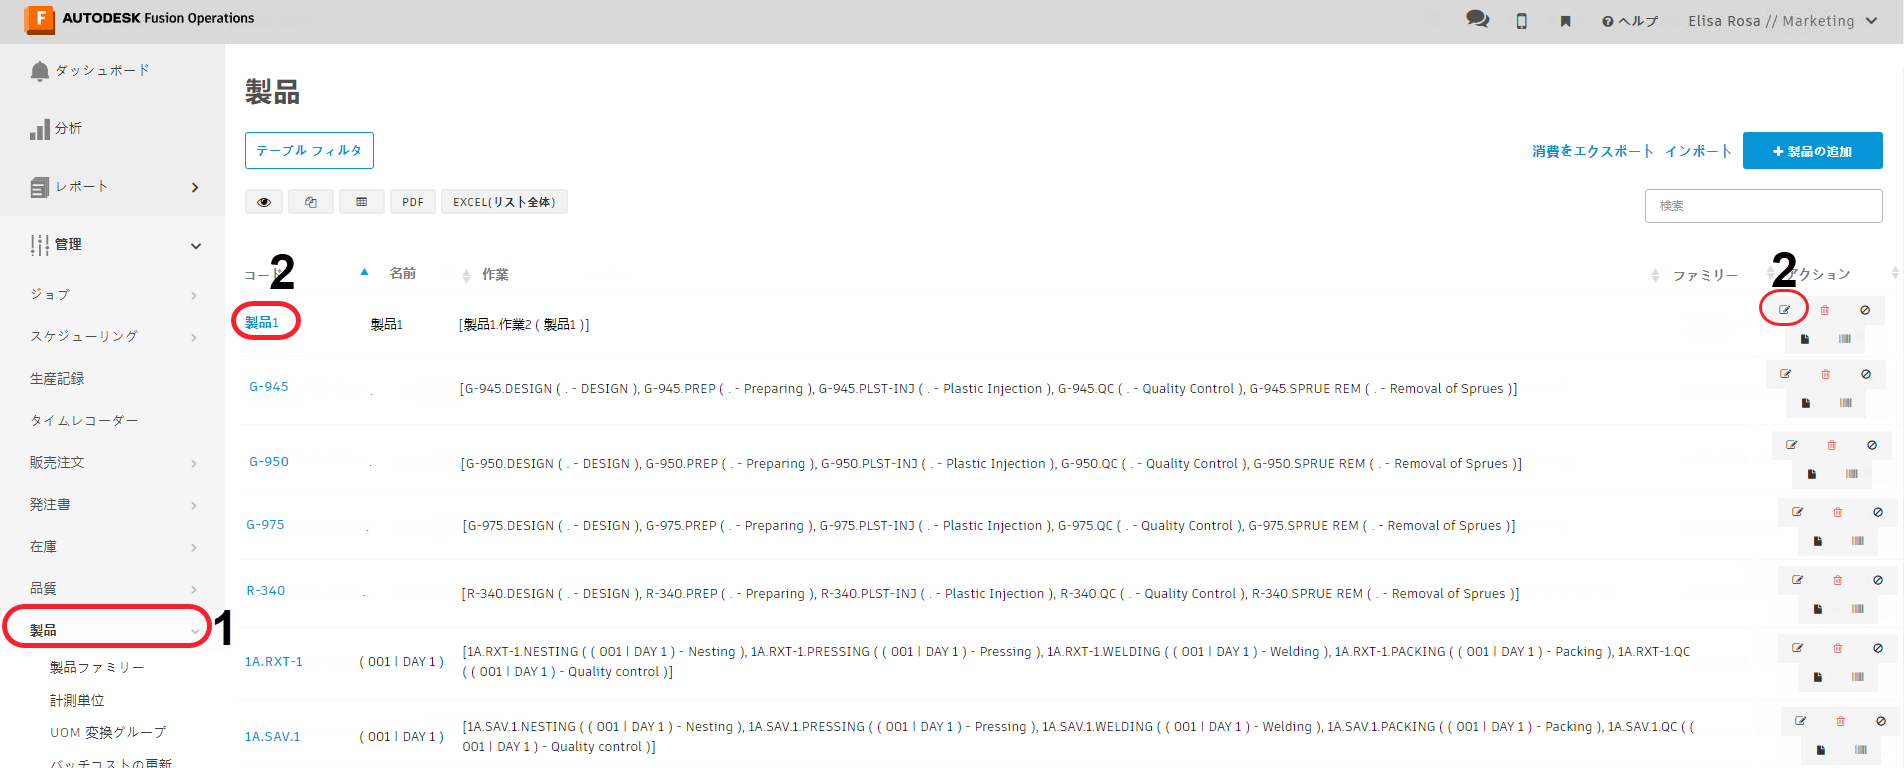 AUTODESK Fusion Operations
ヘルプ
Elisa Rosa // Marketing
ダッシュボード
分析
レポート
管理
ジョブ
スケジューリング
生産記録
タイムレコーダー
販売注文
発注書
在庫
品質
製品
1
製品ファミリー
計測単位
UOM 変換グループ
バッチコストの更新
製品
テーブル フィルタ
消費をエクスポート インポート + 製品の追加
PDF EXCEL(リスト全体)
検索
2 2
コード 名前 作業 ファミリー アクション
製品1 製品1 [製品1.作業2 ( 製品1 )]
G-945 . [G-945.DESIGN ( . - DESIGN ), G-945.PREP ( . - Preparing ), G-945.PLST-INJ ( . - Plastic Injection ), G-945.QC ( . - Quality Control ), G-945.SPRUE REM ( . - Removal of Sprues )]
G-950 . [G-950.DESIGN ( . - DESIGN ), G-950.PREP ( . - Preparing ), G-950.PLST-INJ ( . - Plastic Injection ), G-950.QC ( . - Quality Control ), G-950.SPRUE REM ( . - Removal of Sprues )]
G-975 . [G-975.DESIGN ( . - DESIGN ), G-975.PREP ( . - Preparing ), G-975.PLST-INJ ( . - Plastic Injection ), G-975.QC ( . - Quality Control ), G-975.SPRUE REM ( . - Removal of Sprues )]
R-340 . [R-340.DESIGN ( . - DESIGN ), R-340.PREP ( . - Preparing ), R-340.PLST-INJ ( . - Plastic Injection ), R-340.QC ( . - Quality Control ), R-340.SPRUE REM ( . - Removal of Sprues )]
1A.RXT-1 ( 001 | DAY 1 ) [1A.RXT-1.NESTING ( ( 001 | DAY 1 ) - Nesting ), 1A.RXT-1.PRESSING ( ( 001 | DAY 1 ) - Pressing ), 1A.RXT-1.WELDING ( ( 001 | DAY 1 ) - Welding ), 1A.RXT-1.PACKING ( ( 001 | DAY 1 ) - Packing ), 1A.RXT-1.QC
( ( 001 | DAY 1 ) - Quality control )]
1A.SAV.1 ( 001 | DAY 1 ) [1A.SAV.1.NESTING ( ( 001 | DAY 1 ) - Nesting ), 1A.SAV.1.PRESSING ( ( 001 | DAY 1 ) - Pressing ), 1A.SAV.1.WELDING ( ( 001 | DAY 1 ) - Welding ), 1A.SAV.1.PACKING ( ( 001 | DAY 1 ) - Packing ), 1A.SAV.1.QC ( (
001 | DAY 1 ) - Quality control )]